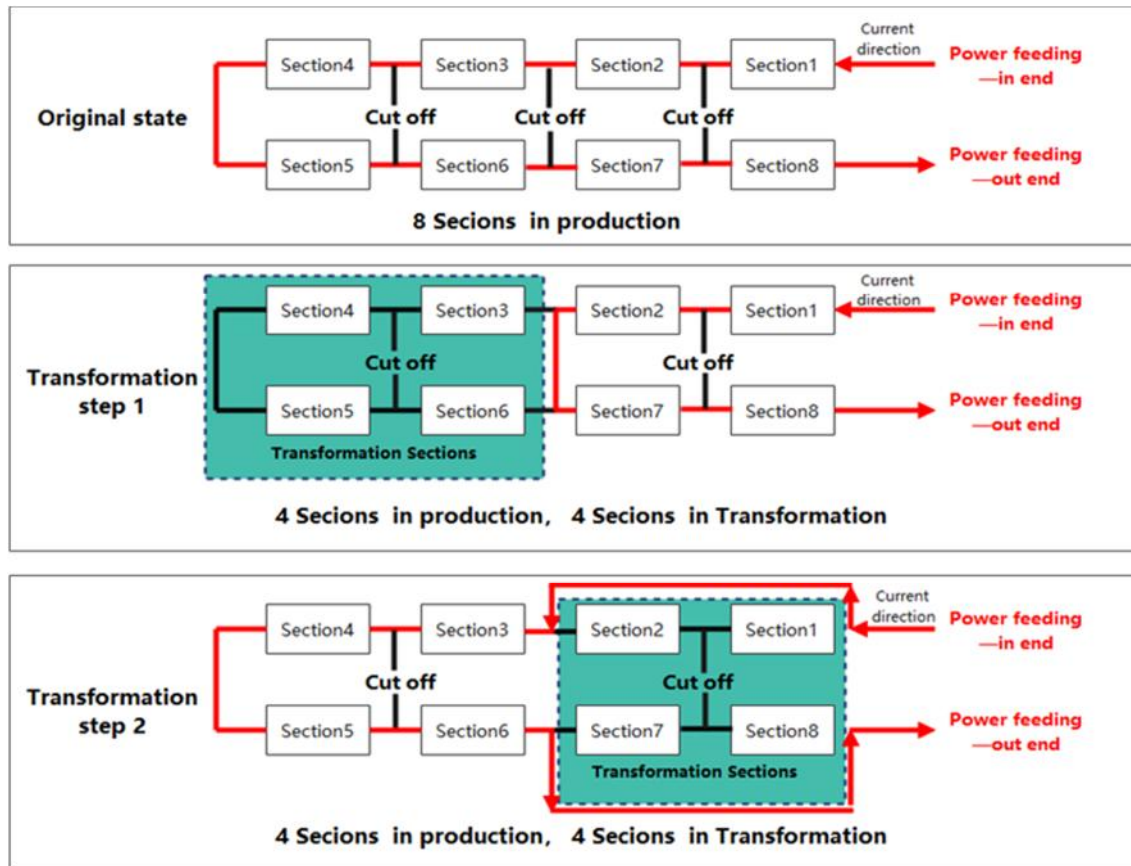 Current
direction
Power feeding
—in end
Section4
Section3
Section2
Section1
Original state
Cut off
Cut off
Cut off
Section5
Section6
Section7
Section8
Power feeding
—out end
8 Secions in production
Current
direction
Power feeding
—in end
Section4
Section3
Section2
Section1
Transformation
step 1
Cut off
Cut off
Section5
Section6
Section7
Section8
Power feeding
—out end
Transformation Sections
4 Secions in production, 4 Secions in Transformation
Current
direction
Power feeding
—in end
Section4
Section3
Section2
Section1
Transformation
step 2
Cut off
Cut off
Section5
Section6
Section7
Section8
Power feeding
—out end
Transformation Sections
4 Secions in production, 4 Secions in Transformation